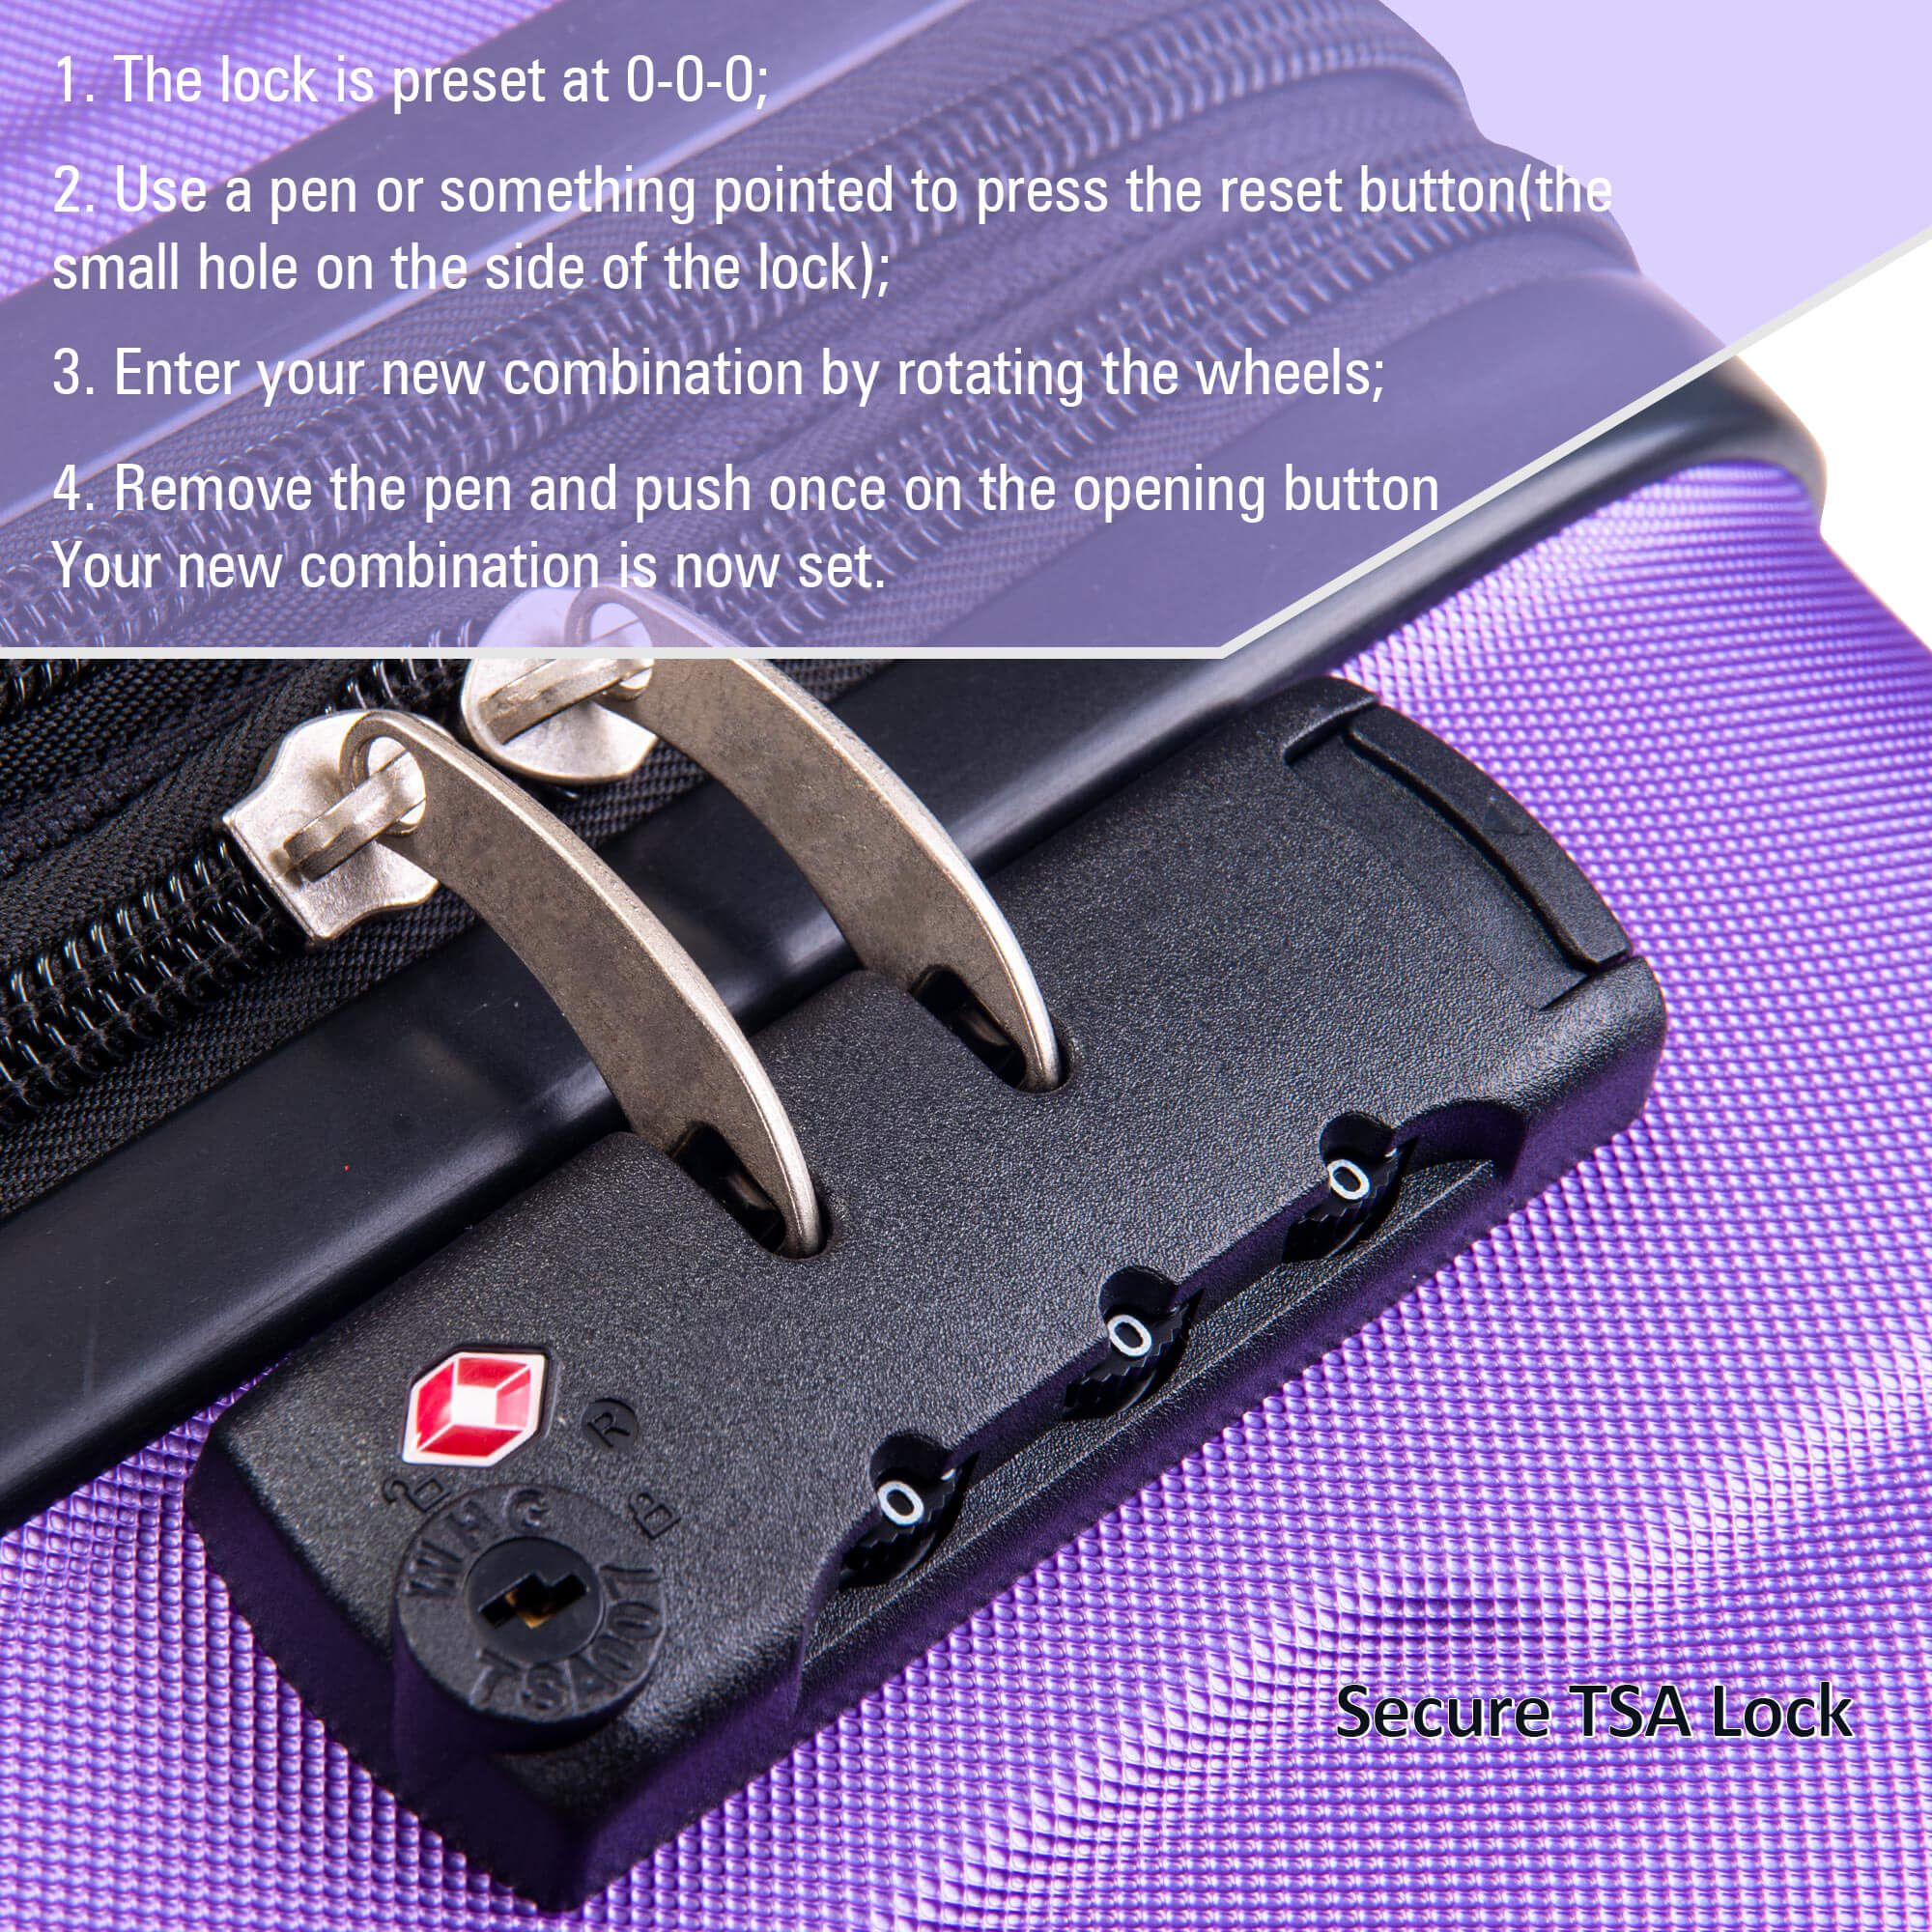 1. The lock is preset at 0-0-0;
2. Use a pen or something pointed to press the reset button(the
small hole on the side of the lock);
3. Enter your new combination by rotating the wheels;
4. Remove the pen and push once on the opening button
Your new combination is now set.
0
0
0
R
TSA007
Secure TSA Lock